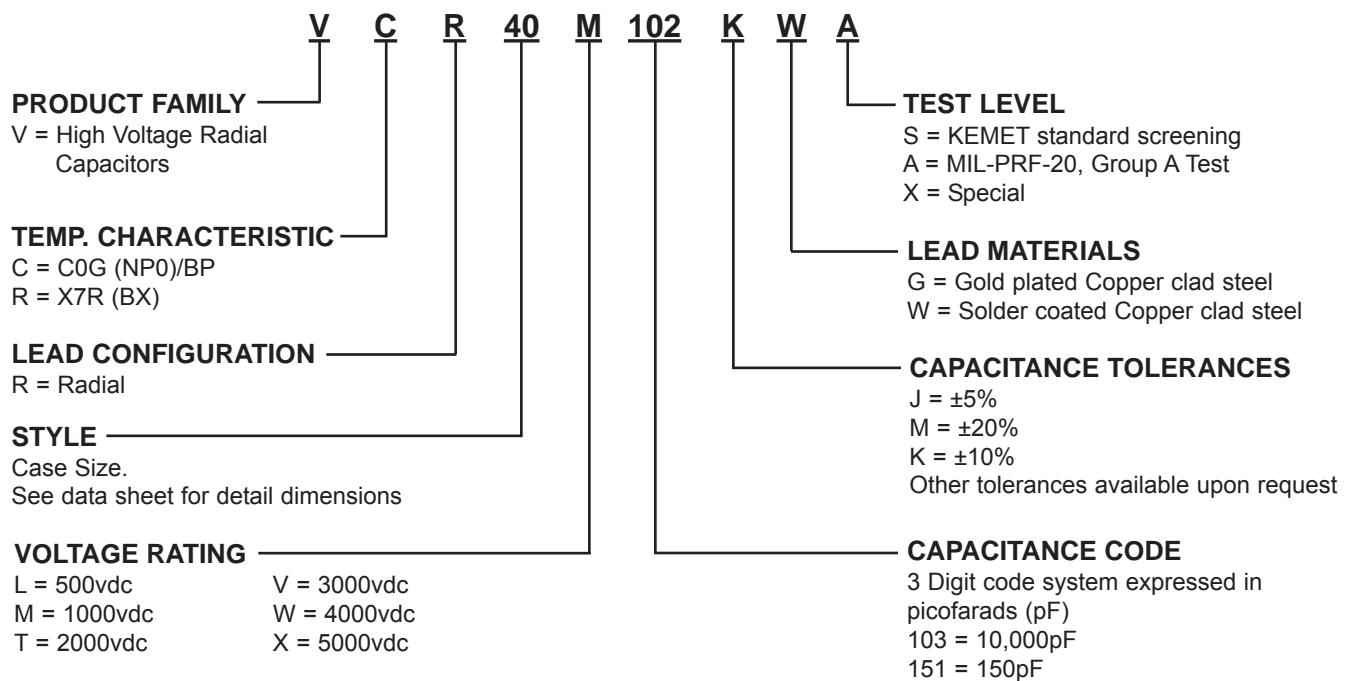 V C R 40 M 102 K W A
PRODUCT FAMILY
V = High Voltage Radial
Capacitors
TEMP. CHARACTERISTIC
C = C0G (NP0)/BP
R = X7R (BX)
LEAD CONFIGURATION
R = Radial
STYLE
Case Size.
See data sheet for detail dimensions
VOLTAGE RATING
L = 500vdc V = 3000vdc
M = 1000vdc W = 4000vdc
T = 2000vdc X = 5000vdc
TEST LEVEL
S = KEMET standard screening
A = MIL-PRF-20, Group A Test
X = Special
LEAD MATERIALS
G = Gold plated Copper clad steel
W = Solder coated Copper clad steel
CAPACITANCE TOLERANCES
J = ±5%
M = ±20%
K = ±10%
Other tolerances available upon request
CAPACITANCE CODE
3 Digit code system expressed in
picofarads (pF)
103 = 10,000pF
151 = 150pF